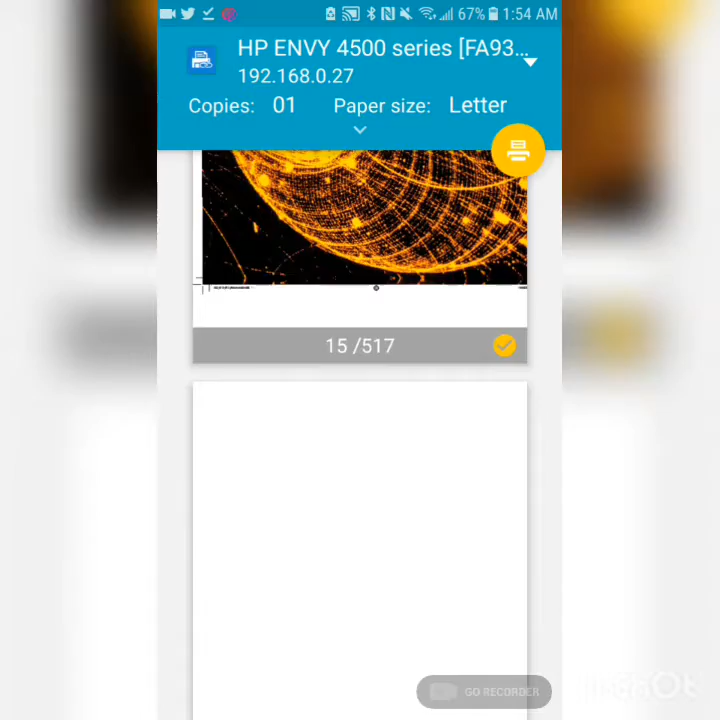 67% 1:54 AM
HP ENVY 4500 series [FA93...
192.168.0.27
Copies: 01 Paper size: Letter
15 /517
GO RECORDER